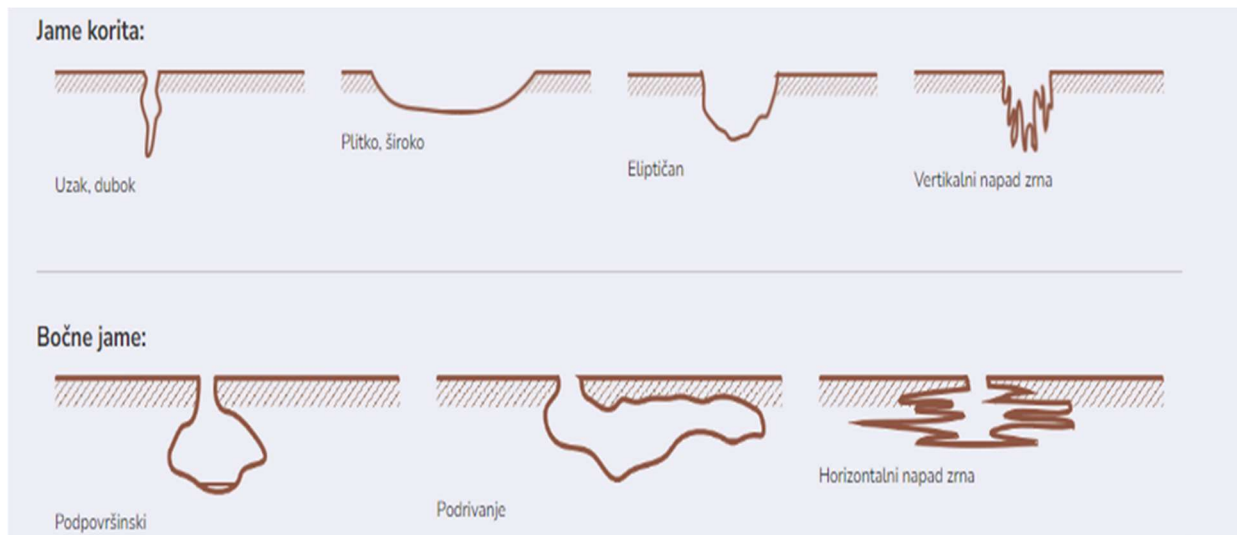 Jame korita:
Uzak, dubok
Plitko, široko
Eliptičan
Vertikalni napad zrna
Bočne jame:
Podpovršinski
Podrivanje
Horizontalni napad zrna